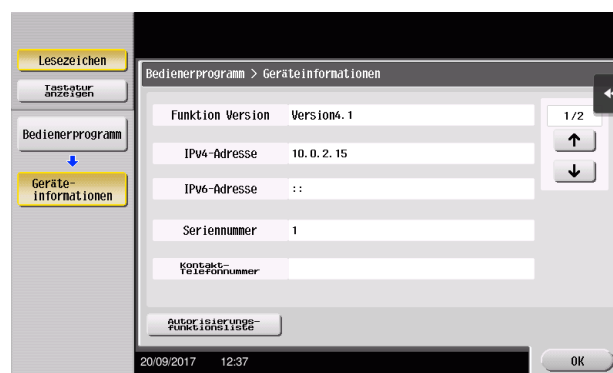 Lesezeichen
Tastatur
anzeigen
Bedienerprogramm
Geräte-
informationen
Bedienerprogramm > Geräteinformationen
Funktion Version Version4.1
IPv4-Adresse 10.0.2.15
IPv6-Adresse ::
Seriennummer 1
Kontakt-
Telefonnummer
1/2
Autorisierungs-
funktionsliste
20/09/2017 12:37
OK